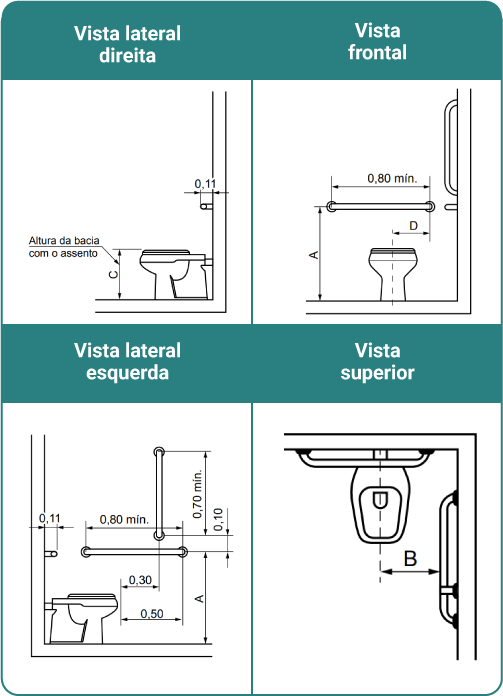 Vista lateral
direita
Vista
frontal
0,11
Altura da bacia
com o assento
C
0,80 mín.
D
A
Vista lateral
esquerda
Vista
superior
0,11
0,80 mín.
0,70 mín.
0,10
0,30
0,50
A
B